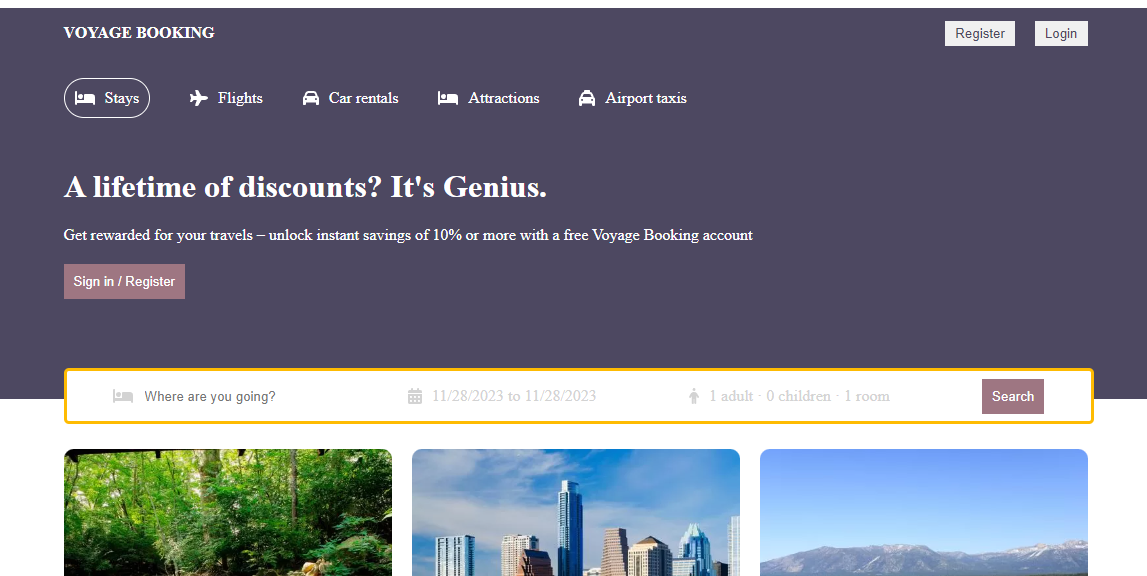 VOYAGE BOOKING
Register Login
Stays Flights Car rentals Attractions Airport taxis
A lifetime of discounts? It's Genius.
Get rewarded for your travels – unlock instant savings of 10% or more with a free Voyage Booking account
Sign in / Register
Where are you going? 11/28/2023 to 11/28/2023 1 adult · 0 children · 1 room Search